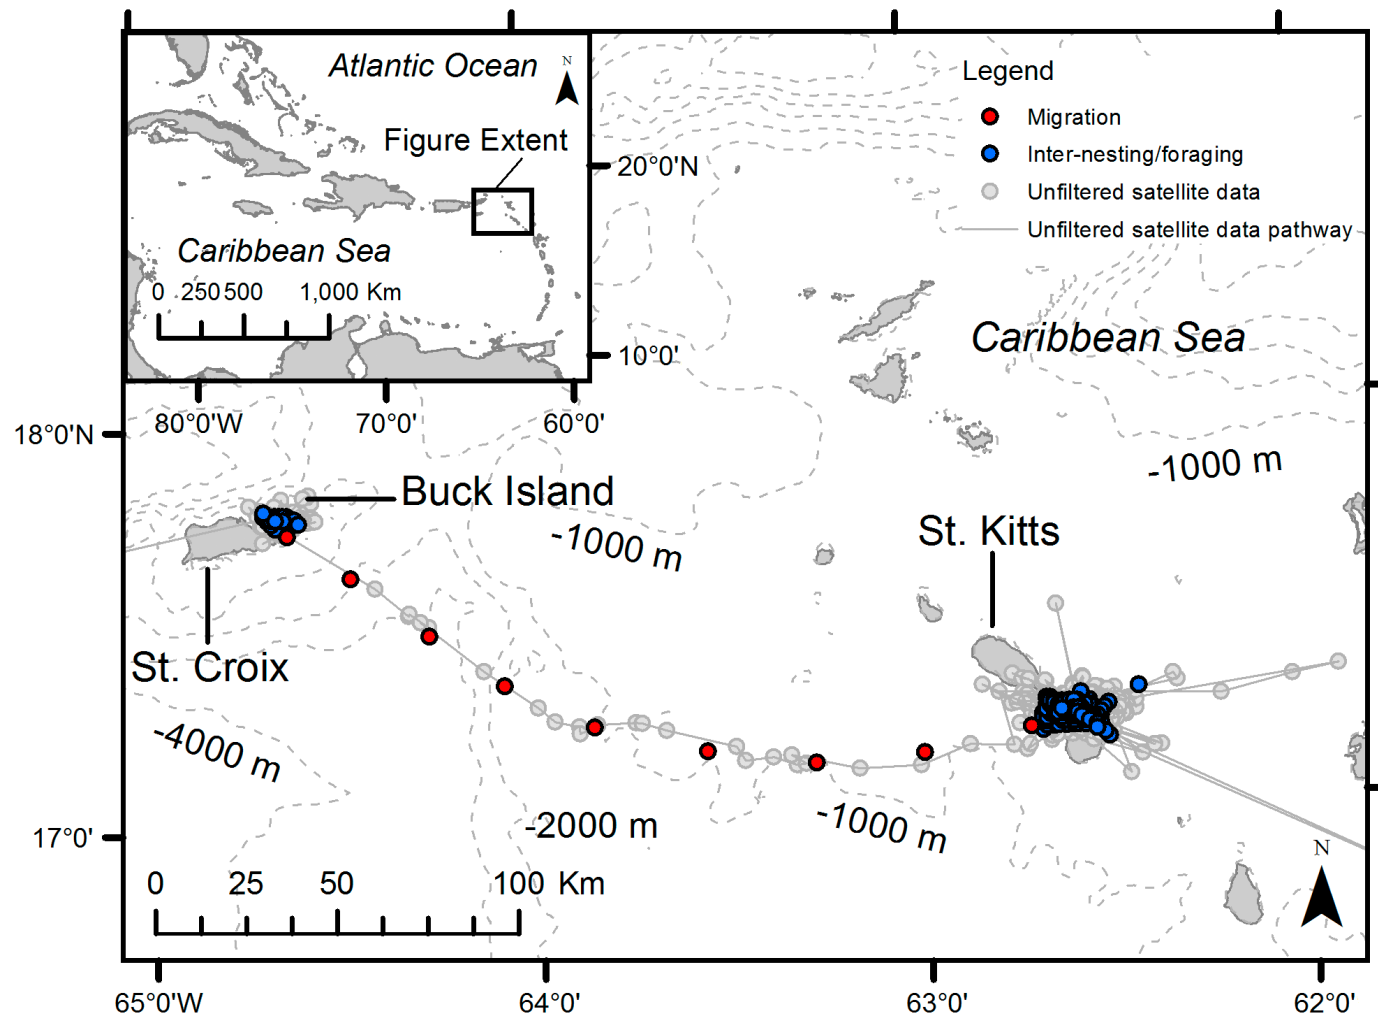 Atlantic Ocean
N
Figure Extent
Caribbean Sea
0 250 500 1,000 Km
20°0'N
10°0'
80°0'W 70°0' 60°0'
Legend
Migration
Inter-nesting/foraging
Unfiltered satellite data
Unfiltered satellite data pathway
Caribbean Sea
18°0'N
-1000 m
Buck Island
St. Kitts
-1000 m
St. Croix
-4000 m
-2000 m
-1000 m
17°0'
N
0 25 50 100 Km
65°0'W 64°0' 63°0' 62°0'